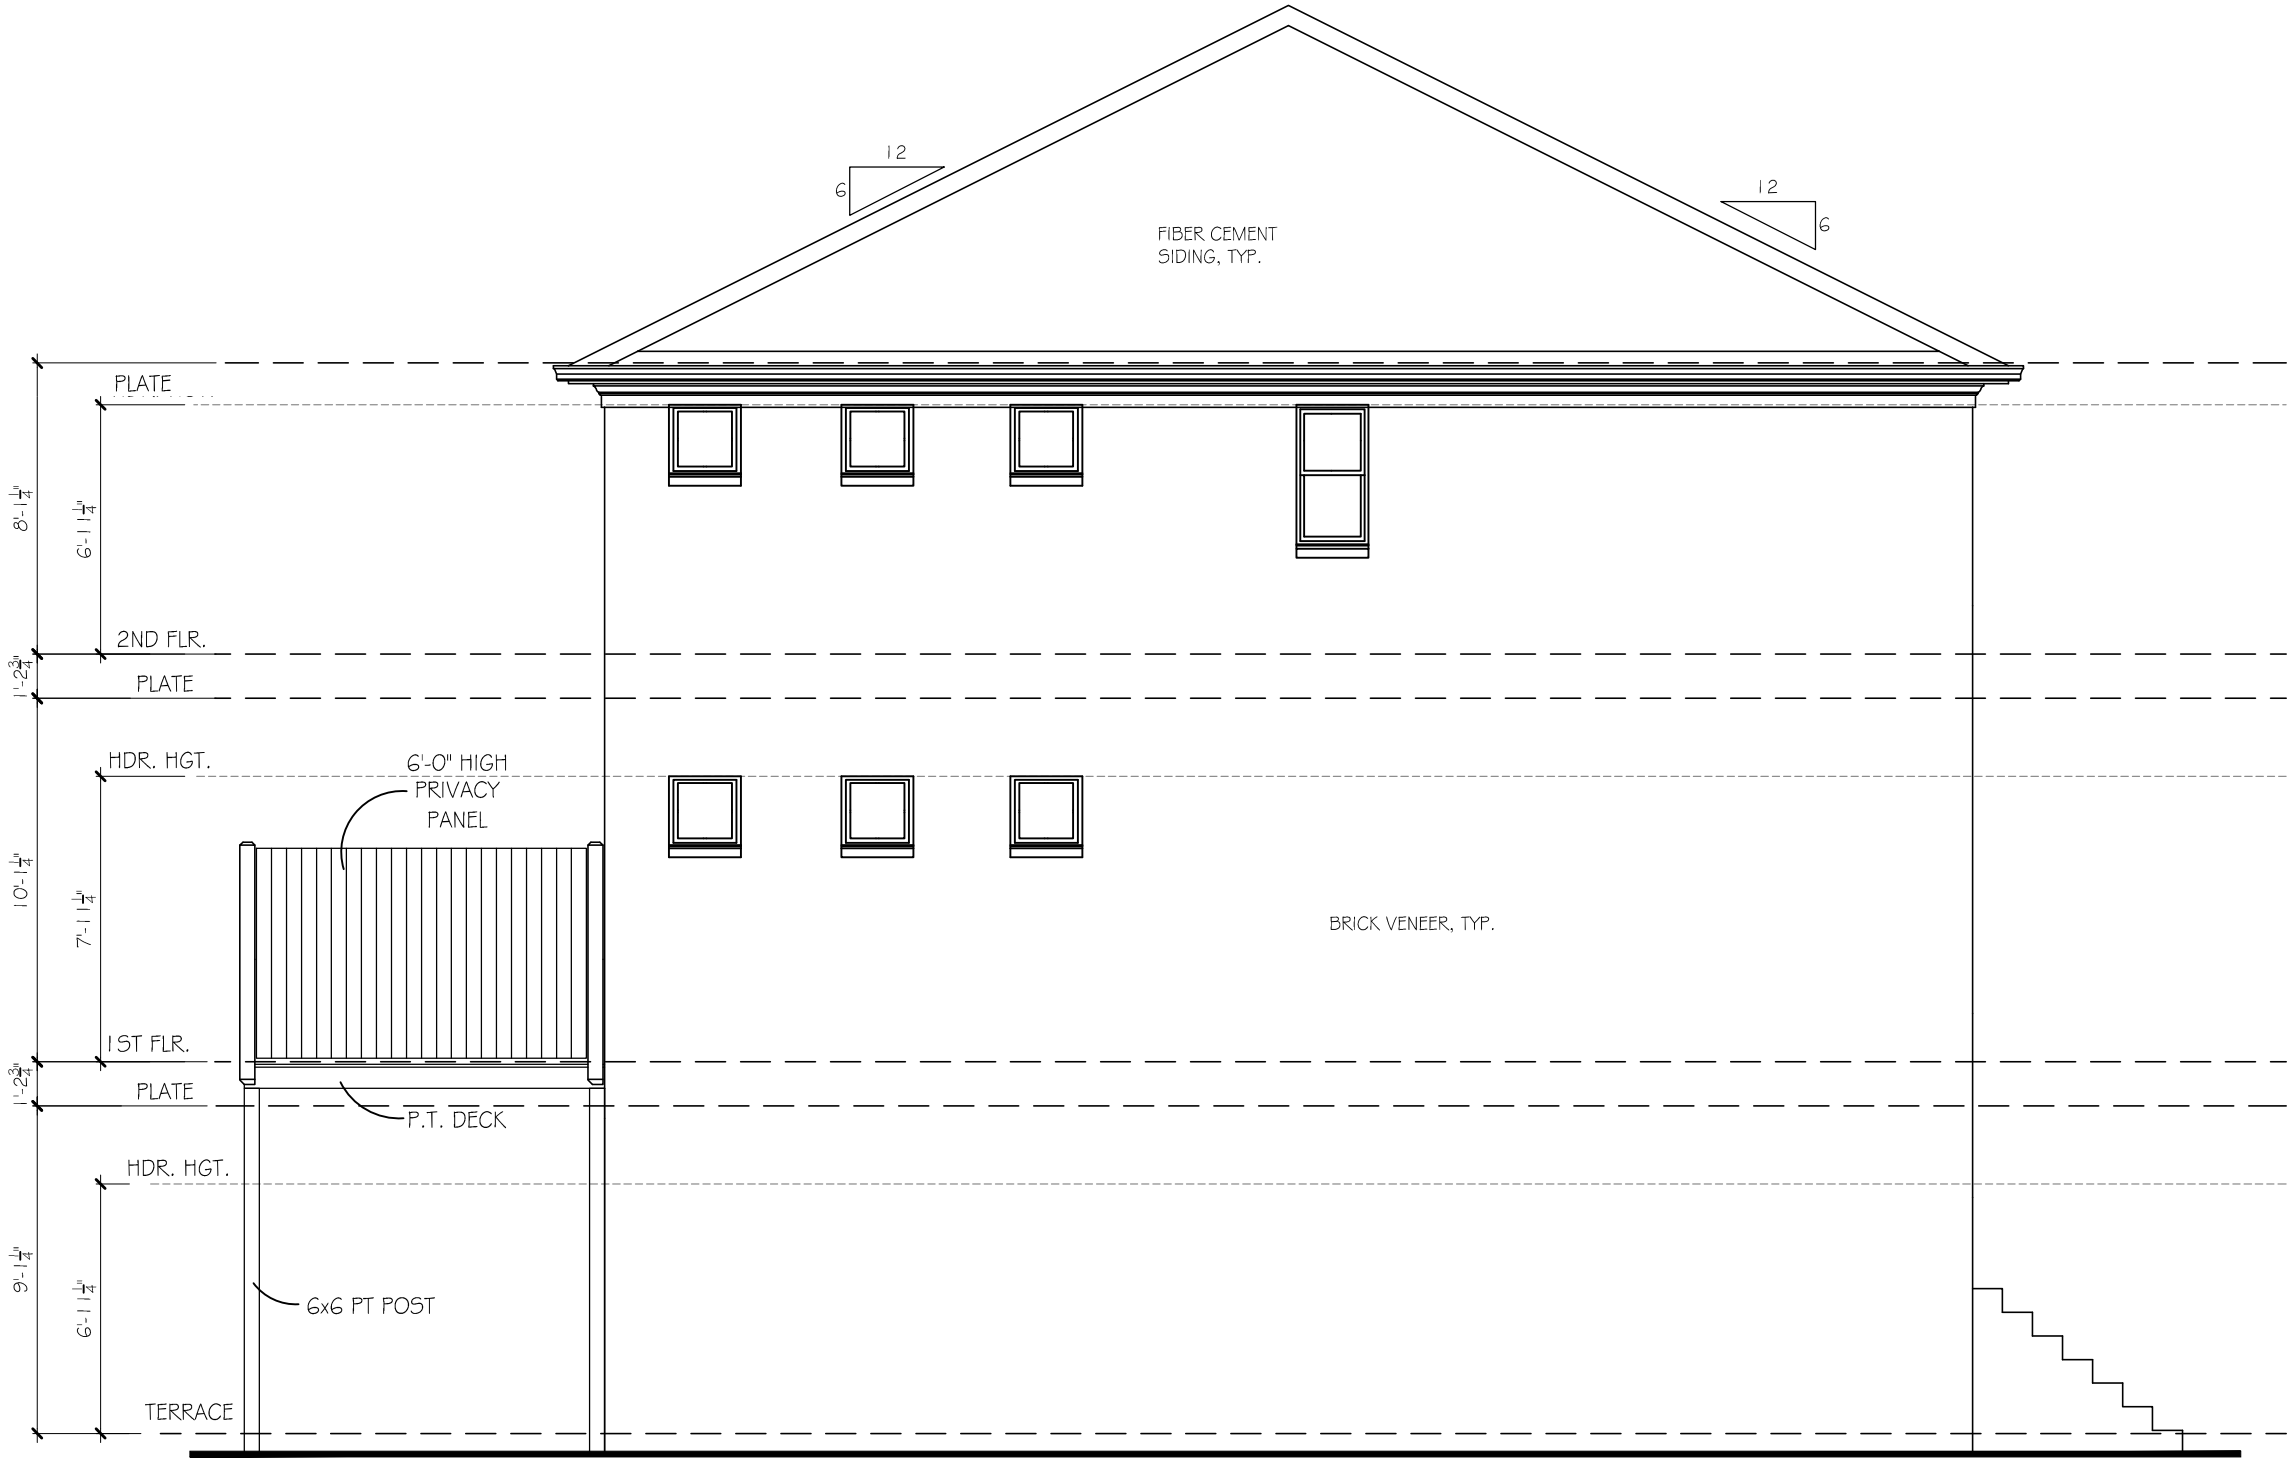 12
6
12
6
FIBER CEMENT
SIDING, TYP.
PLATE
8'-1 1/4"
6'-11 1/4"
2ND FLR.
1'-2 3/4"
PLATE
HDR. HGT.
6'-0" HIGH
PRIVACY
PANEL
10'-1 1/4"
7'-11 1/4"
BRICK VENEER, TYP.
1ST FLR.
1'-2 3/4"
PLATE
P.T. DECK
HDR. HGT.
9'-1 1/4"
6'-11 1/4"
6x6 PT POST
TERRACE